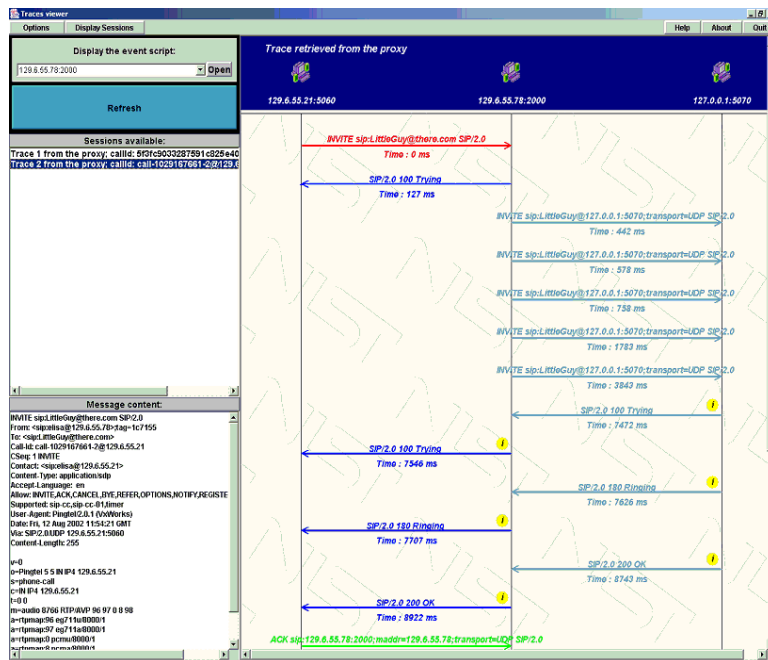 Traces viewer
Options Display Sessions Help About Quit
Display the event script:
129.6.55.78:2000 Open
Refresh
Sessions available:
Trace 1 from the proxy; callId: 5f3fc9033287591c825e40
Trace 2 from the proxy; callId: call-1029167661-2@129.6
Message content:
INVITE sip:LittleGuy@there.com SIP/2.0
From: <sip:elisa@129.6.55.78>;tag=1c7155
To: <sip:LittleGuy@there.com>
Call-Id: call-1029167661-2@129.6.55.21
CSeq: 1 INVITE
Contact: <sip:elisa@129.6.55.21>
Content-Type: application/sdp
Accept-Language: en
Allow: INVITE,ACK,CANCEL,BYE,REFER,OPTIONS,NOTIFY,REGISTE
Supported: sip-cc,sip-cc-01,timer
User-Agent: Pingtel/2.0.1 (VxWorks)
Date: Fri, 12 Aug 2002 11:54:21 GMT
Via: SIP/2.0/UDP 129.6.55.21:5060
Content-Length: 255
v=0
o=Pingtel 5 5 IN IP4 129.6.55.21
s=phone-call
c=IN IP4 129.6.55.21
t=0 0
m=audio 8766 RTP/AVP 96 97 0 8 98
a=rtpmap:96 eg711u/8000/1
a=rtpmap:97 eg711a/8000/1
a=rtpmap:0 pcmu/8000/1
a=rtpmap:8 pcma/8000/1
Trace retrieved from the proxy
129.6.55.21:5060 129.6.55.78:2000 127.0.0.1:5070
INVITE sip:LittleGuy@there.com SIP/2.0
Time : 0 ms
SIP/2.0 100 Trying
Time : 127 ms
INVITE sip:LittleGuy@127.0.0.1:5070;transport=UDP SIP/2.0
Time : 442 ms
INVITE sip:LittleGuy@127.0.0.1:5070;transport=UDP SIP/2.0
Time : 578 ms
INVITE sip:LittleGuy@127.0.0.1:5070;transport=UDP SIP/2.0
Time : 758 ms
INVITE sip:LittleGuy@127.0.0.1:5070;transport=UDP SIP/2.0
Time : 1783 ms
INVITE sip:LittleGuy@127.0.0.1:5070;transport=UDP SIP/2.0
Time : 3843 ms
SIP/2.0 100 Trying
Time : 7472 ms
SIP/2.0 100 Trying
Time : 7546 ms
SIP/2.0 180 Ringing
Time : 7626 ms
SIP/2.0 180 Ringing
Time : 7707 ms
SIP/2.0 200 OK
Time : 8743 ms
SIP/2.0 200 OK
Time : 8922 ms
ACK sip:129.6.55.78:2000;maddr=129.6.55.78;transport=UDP SIP/2.0